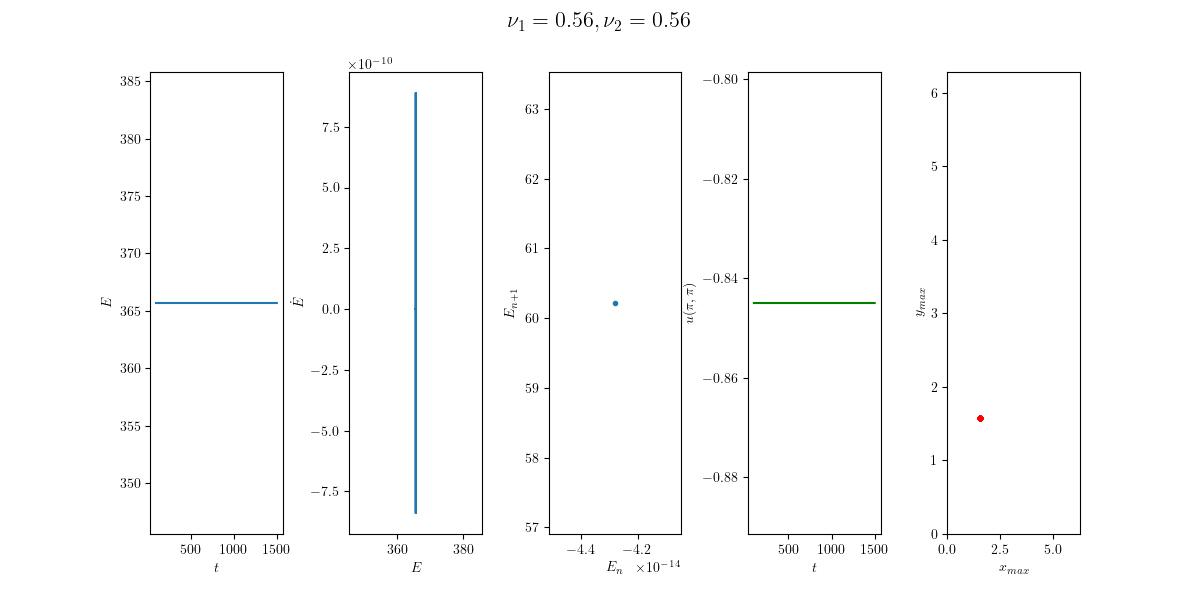 ν₁ = 0.56, ν₂ = 0.56
385
380
375
370
365
360
355
350
E
500 1000 1500
t
×10⁻¹⁰
7.5
5.0
2.5
0.0
−2.5
−5.0
−7.5
Ė
360 380
E
63
62
61
60
59
58
57
Eₙ₊₁
−4.4 −4.2
Eₙ ×10⁻¹⁴
−0.80
−0.82
−0.84
−0.86
−0.88
u(π, π)
500 1000 1500
t
6
5
4
3
2
1
0
y_max
0.0 2.5 5.0
x_max